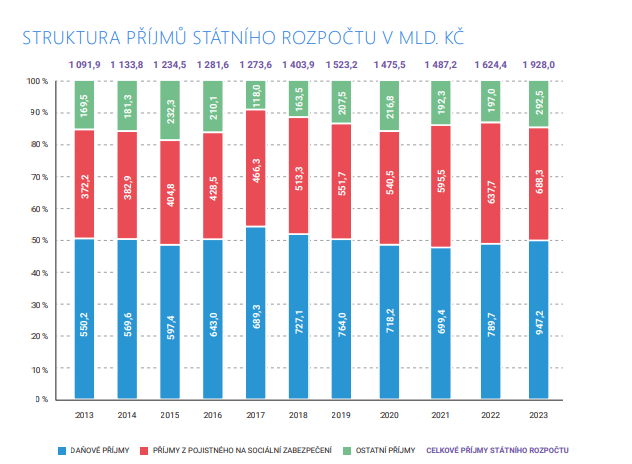 STRUKTURA PŘÍJMŮ STÁTNÍHO ROZPOČTU V MLD. KČ
1 091,9 1 133,8 1 234,5 1 281,6 1 273,6 1 403,9 1 523,2 1 475,5 1 487,2 1 624,4 1 928,0
100 %
169,5 181,3 232,3 210,1 118,0 163,5 207,5 216,8 192,3 197,0 292,5
90 %
80 %
70 %
372,2 382,9 404,8 428,5 466,3 513,3 551,7 540,5 595,5 637,7 688,3
60 %
50 %
40 %
30 %
550,2 569,6 597,4 643,0 689,3 727,1 764,0 718,2 699,4 789,7 947,2
20 %
10 %
0 %
2013 2014 2015 2016 2017 2018 2019 2020 2021 2022 2023
DAŇOVÉ PŘÍJMY PŘÍJMY Z POJISTNÉHO NA SOCIÁLNÍ ZABEZPEČENÍ OSTATNÍ PŘÍJMY CELKOVÉ PŘÍJMY STÁTNÍHO ROZPOČTU